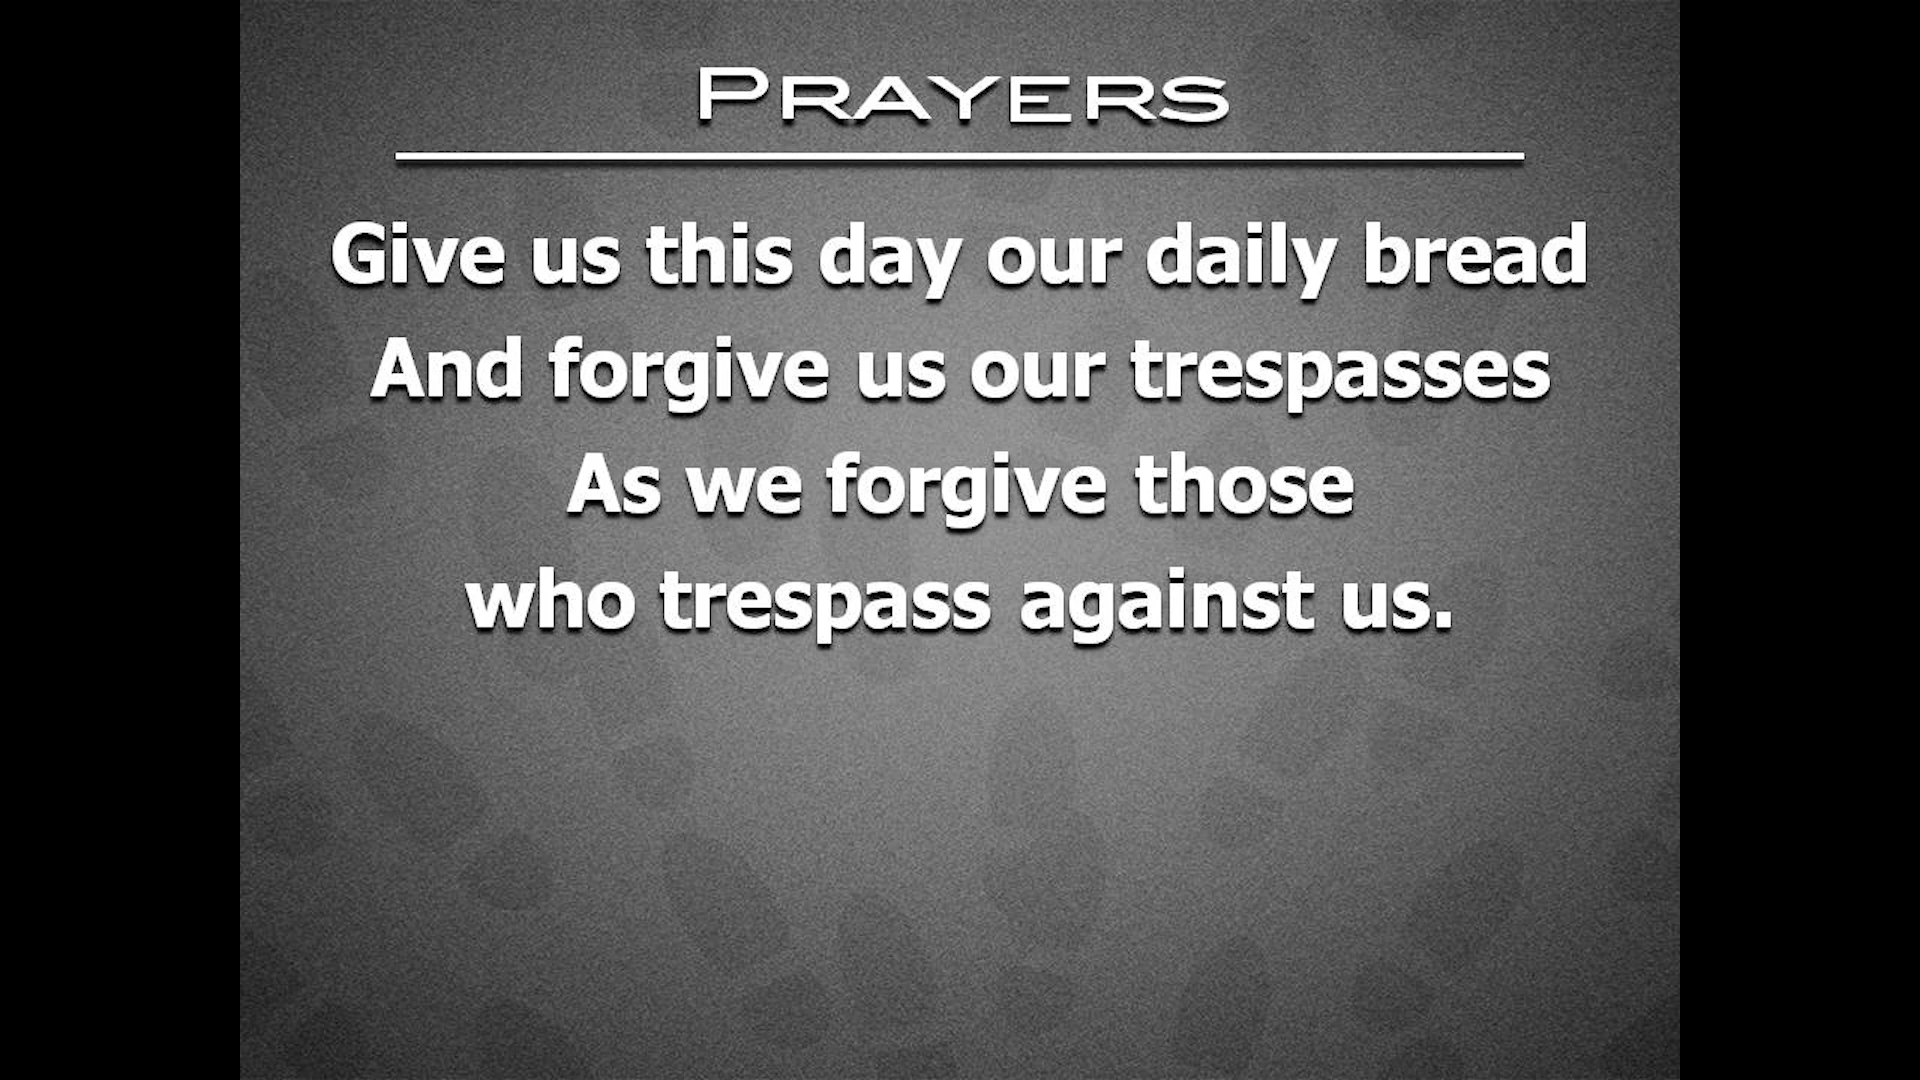 PRAYERS
Give us this day our daily bread
And forgive us our trespasses
As we forgive those
who trespass against us.